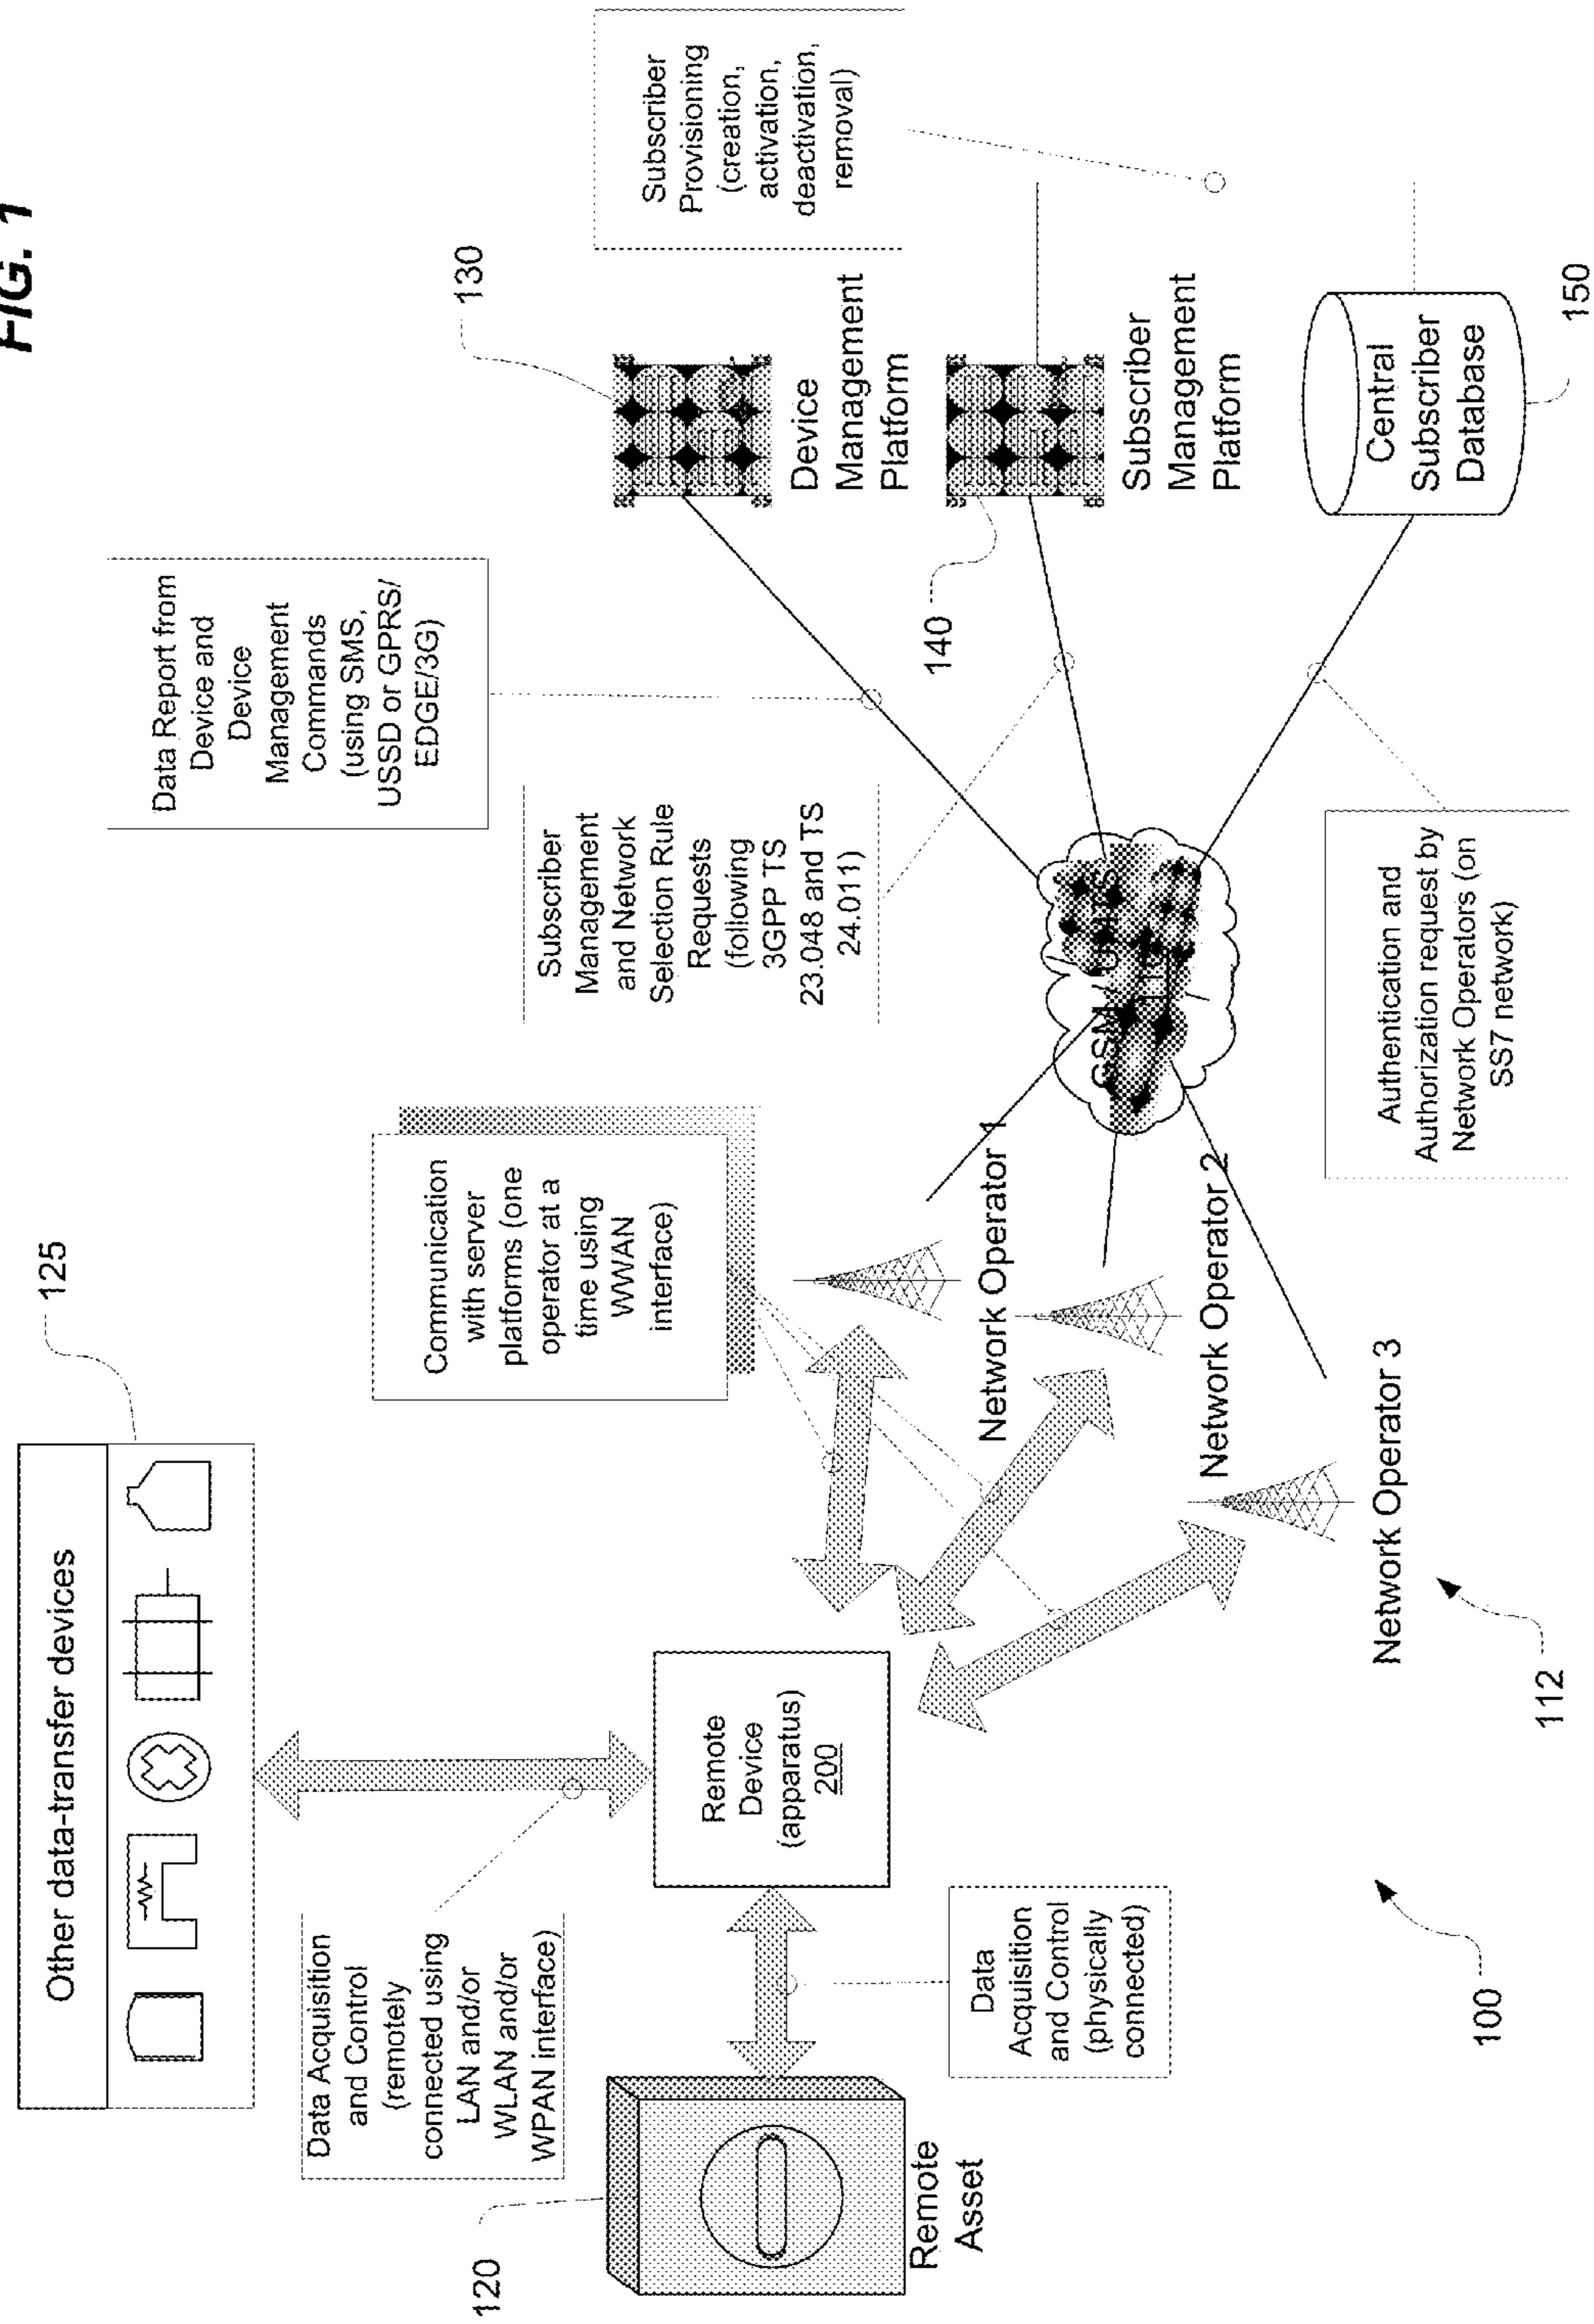 FIG. 1
Other data-transfer devices
125
Data Acquisition
and Control
(remotely
connected using
LAN and/or
WLAN and/or
WPAN interface)
120
Remote
Asset
Data
Acquisition
and Control
(physically
connected)
Remote
Device
(apparatus)
200
100
Communication
with server
platforms (one
operator at a
time using
WWAN
interface)
Network Operator 1
Network Operator 2
Network Operator 3
112
GSM / UMTS
Data Report from
Device and
Device
Management
Commands
(using SMS,
USSD or GPRS/
EDGE/3G)
Subscriber
Management
and Network
Selection Rule
Requests
(following
3GPP TS
23.048 and TS
24.011)
Authentication and
Authorization request by
Network Operators (on
SS7 network)
130
Device
Management
Platform
140
Subscriber
Management
Platform
Subscriber
Provisioning
(creation,
activation,
deactivation,
removal)
Central
Subscriber
Database
150